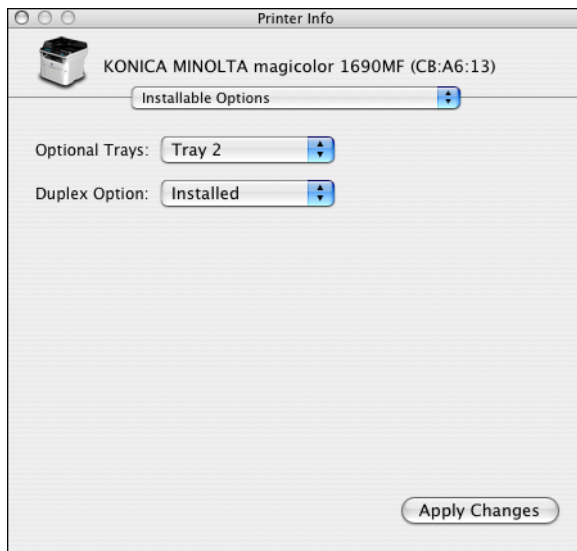 Printer Info
KONICA MINOLTA magicolor 1690MF (CB:A6:13)
Installable Options
Optional Trays: Tray 2
Duplex Option: Installed
Apply Changes